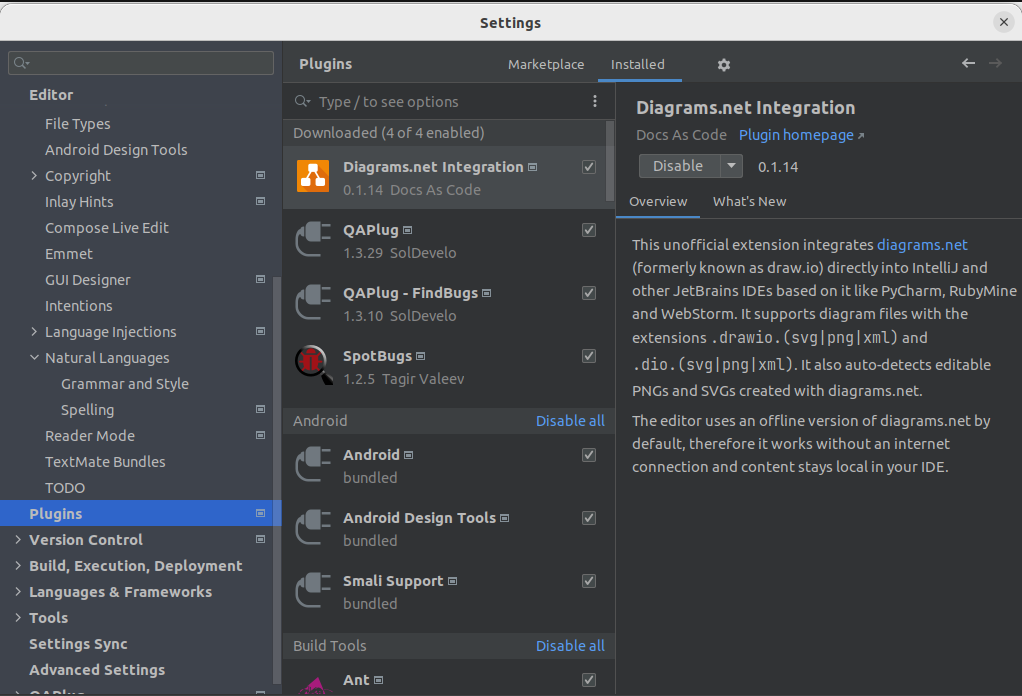 Settings
Editor
File Types
Android Design Tools
Copyright
Inlay Hints
Compose Live Edit
Emmet
GUI Designer
Intentions
Language Injections
Natural Languages
Grammar and Style
Spelling
Reader Mode
TextMate Bundles
TODO
Plugins
Version Control
Build, Execution, Deployment
Languages & Frameworks
Tools
Settings Sync
Advanced Settings
QAPlug
Plugins
Marketplace
Installed
Type / to see options
Downloaded (4 of 4 enabled)
Diagrams.net Integration
0.1.14 Docs As Code
QAPlug
1.3.29 SolDevelo
QAPlug - FindBugs
1.3.10 SolDevelo
SpotBugs
1.2.5 Tagir Valeev
Android Disable all
Android
bundled
Android Design Tools
bundled
Smali Support
bundled
Build Tools Disable all
Ant
Diagrams.net Integration
Docs As Code Plugin homepage
Disable 0.1.14
Overview What's New
This unofficial extension integrates diagrams.net
(formerly known as draw.io) directly into IntelliJ and
other JetBrains IDEs based on it like PyCharm, RubyMine
and WebStorm. It supports diagram files with the
extensions .drawio.(svg|png|xml) and
.dio.(svg|png|xml). It also auto-detects editable
PNGs and SVGs created with diagrams.net.
The editor uses an offline version of diagrams.net by
default, therefore it works without an internet
connection and content stays local in your IDE.